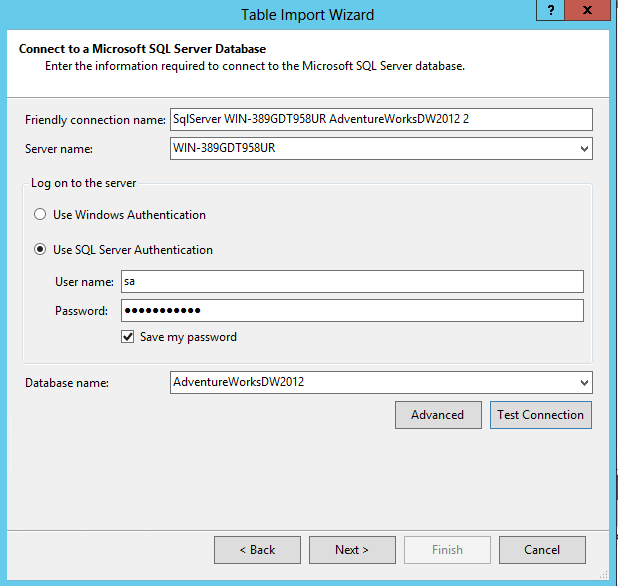 Table Import Wizard
?
x
Connect to a Microsoft SQL Server Database
Enter the information required to connect to the Microsoft SQL Server database.
Friendly connection name: SqlServer WIN-389GDT958UR AdventureWorksDW2012 2
Server name: WIN-389GDT958UR
Log on to the server
Use Windows Authentication
Use SQL Server Authentication
User name: sa
Password: ●●●●●●●●●●●
Save my password
Database name: AdventureWorksDW2012
Advanced Test Connection
< Back Next > Finish Cancel